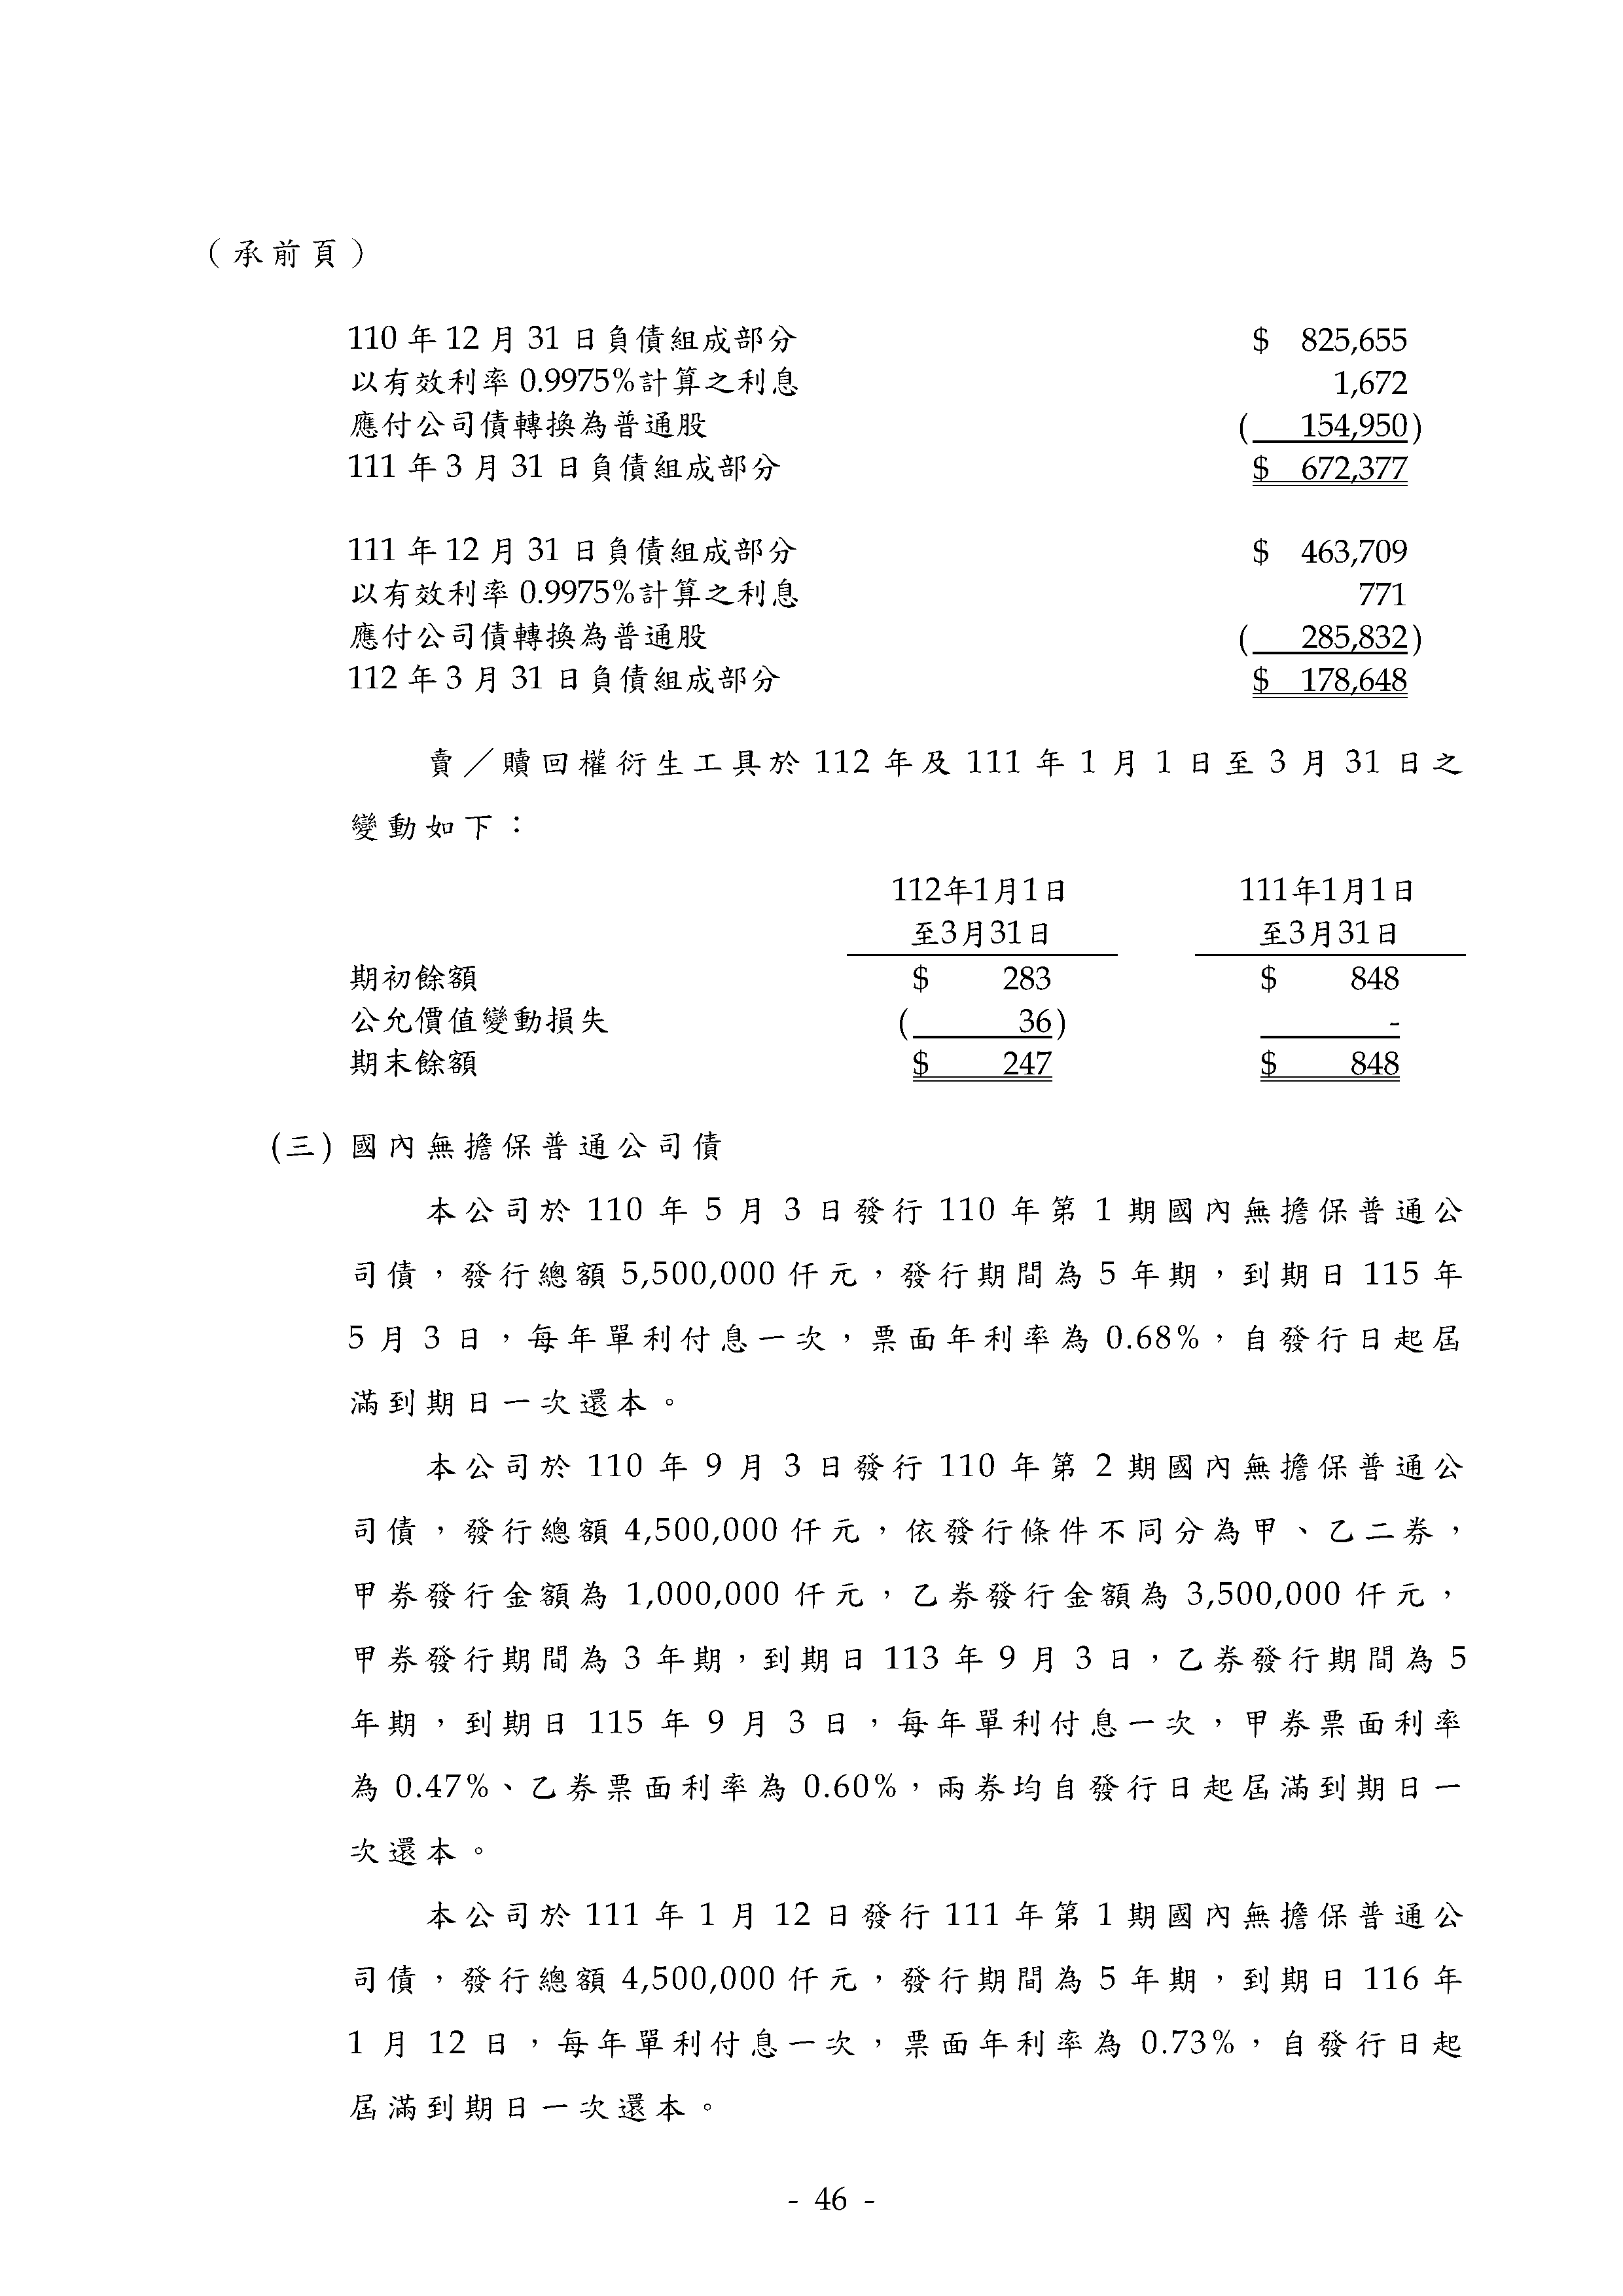 （承前頁）
110 年 12 月 31 日負債組成部分 $ 825,655
以有效利率 0.9975%計算之利息 1,672
應付公司債轉換為普通股 ( 154,950)
111 年 3 月 31 日負債組成部分 $ 672,377
111 年 12 月 31 日負債組成部分 $ 463,709
以有效利率 0.9975%計算之利息 771
應付公司債轉換為普通股 ( 285,832)
112 年 3 月 31 日負債組成部分 $ 178,648
賣／贖回權衍生工具於 112 年及 111 年 1 月 1 日至 3 月 31 日之
變動如下：
112年1月1日 111年1月1日
至3月31日 至3月31日
期初餘額 $ 283 $ 848
公允價值變動損失 ( 36) -
期末餘額 $ 247 $ 848
(三) 國內無擔保普通公司債
本公司於 110 年 5 月 3 日發行 110 年第 1 期國內無擔保普通公
司債，發行總額 5,500,000 仟元，發行期間為 5 年期，到期日 115 年
5 月 3 日，每年單利付息一次，票面年利率為 0.68%，自發行日起屆
滿到期日一次還本。
本公司於 110 年 9 月 3 日發行 110 年第 2 期國內無擔保普通公
司債，發行總額 4,500,000 仟元，依發行條件不同分為甲、乙二券，
甲券發行金額為 1,000,000 仟元，乙券發行金額為 3,500,000 仟元，
甲券發行期間為 3 年期，到期日 113 年 9 月 3 日，乙券發行期間為 5
年期，到期日 115 年 9 月 3 日，每年單利付息一次，甲券票面利率
為 0.47%、乙券票面利率為 0.60%，兩券均自發行日起屆滿到期日一
次還本。
本公司於 111 年 1 月 12 日發行 111 年第 1 期國內無擔保普通公
司債，發行總額 4,500,000 仟元，發行期間為 5 年期，到期日 116 年
1 月 12 日，每年單利付息一次，票面年利率為 0.73%，自發行日起
屆滿到期日一次還本。
- 46 -